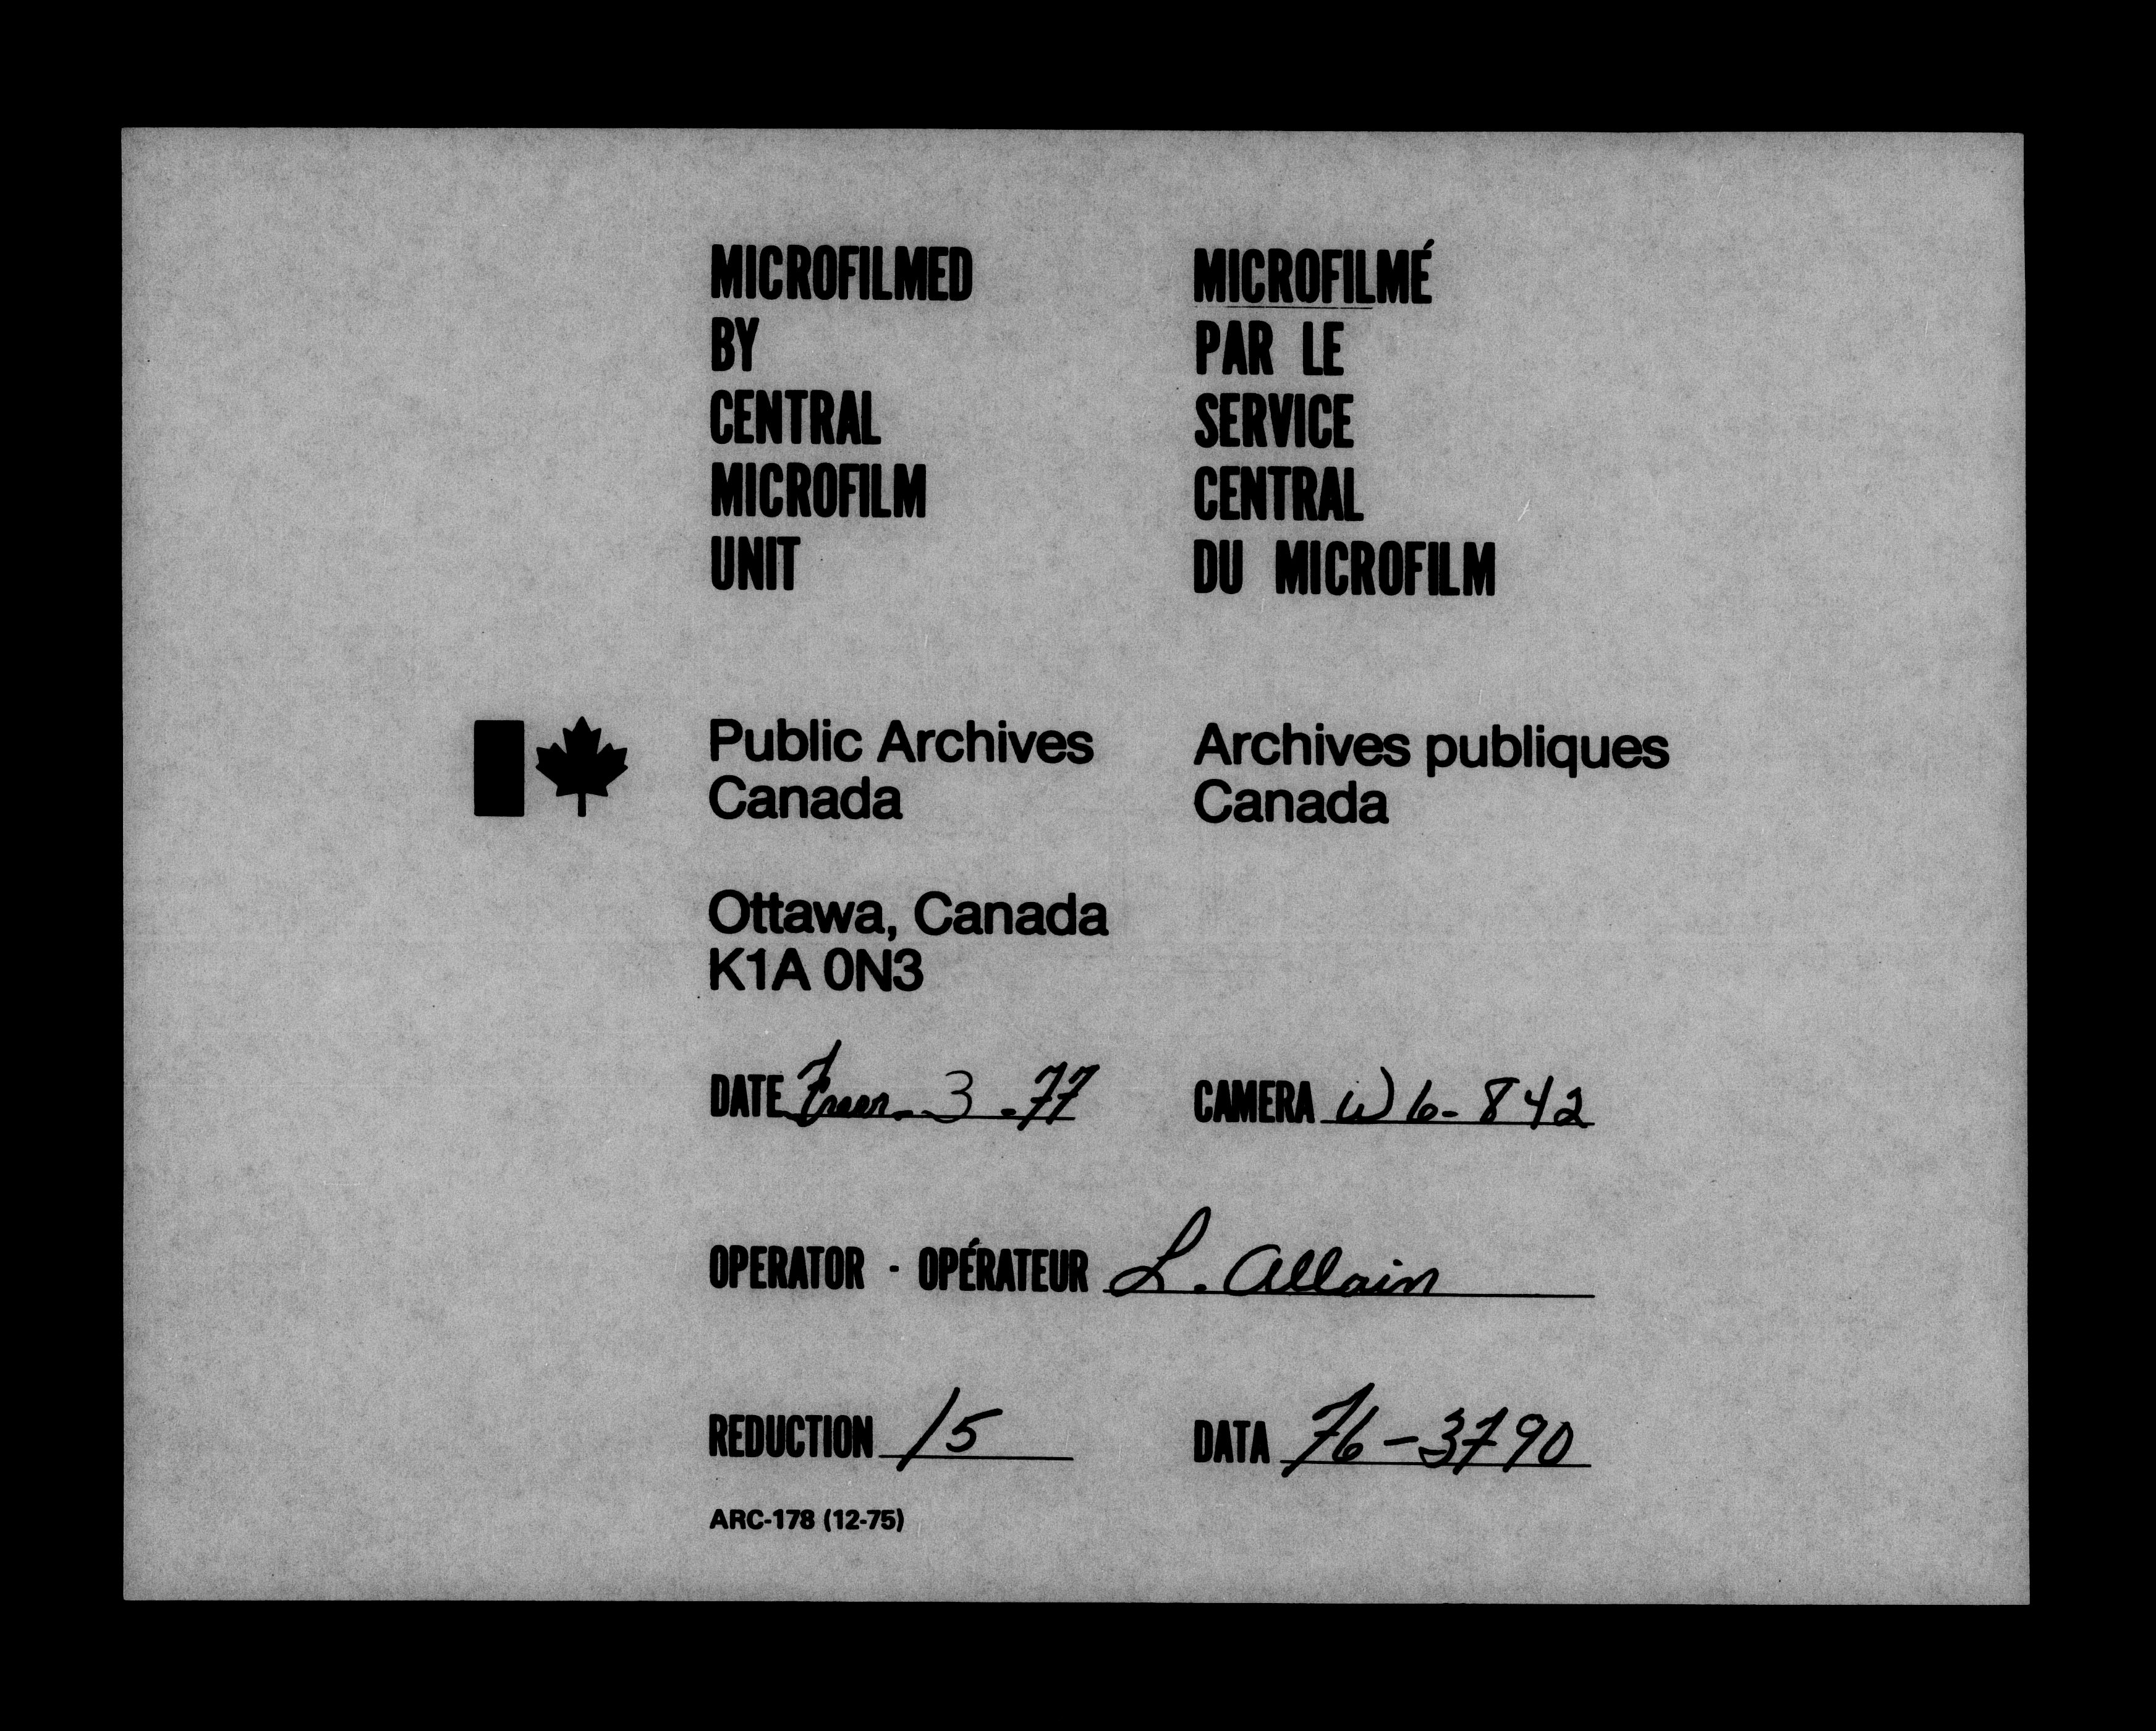 MICROFILMED
BY
CENTRAL
MICROFILM
UNIT
MICROFILMÉ
PAR LE
SERVICE
CENTRAL
DU MICROFILM
Public Archives
Canada
Archives publiques
Canada
Ottawa, Canada
K1A 0N3
DATE 3 - 77
CAMERA W6-842
OPERATOR - OPÉRATEUR L. Allain
REDUCTION 15
DATA 76-3790
ARC-178 (12-75)